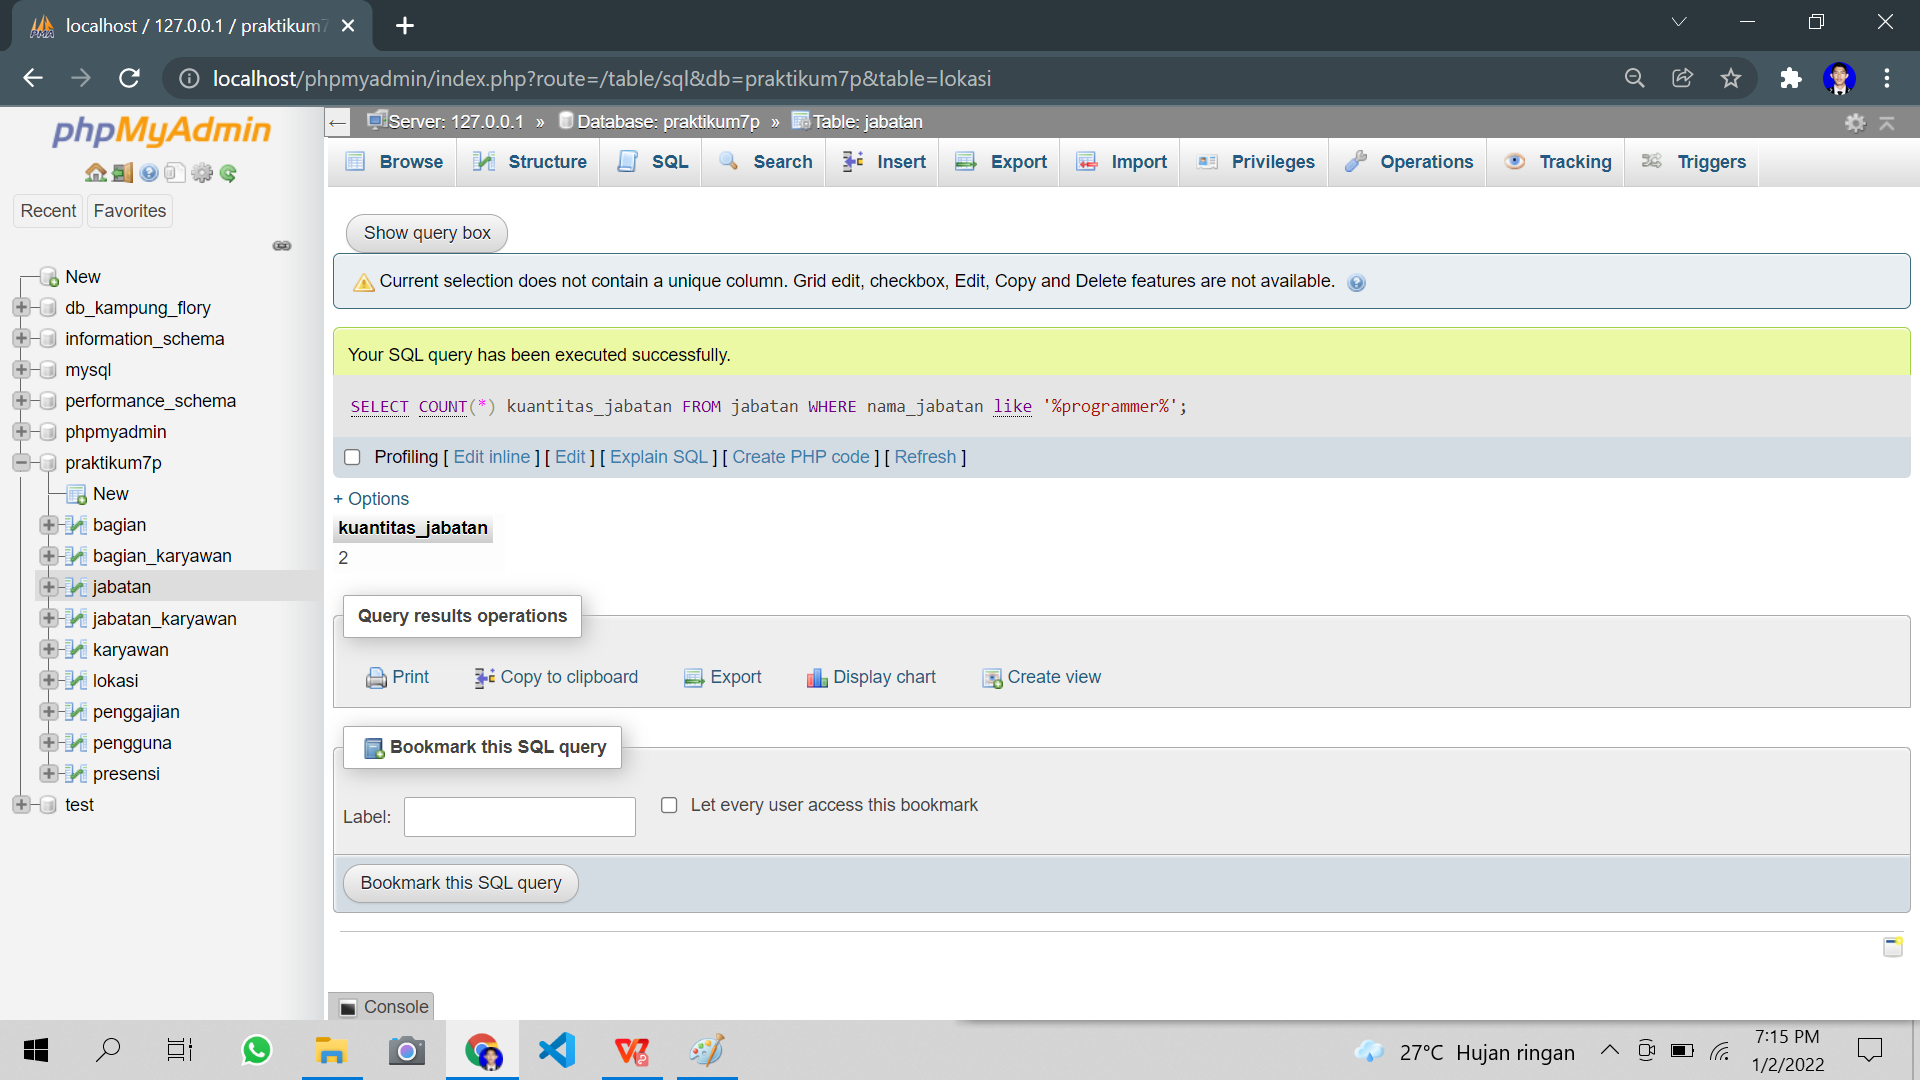 localhost / 127.0.0.1 / praktikum7
localhost/phpmyadmin/index.php?route=/table/sql&db=praktikum7p&table=lokasi
phpMyAdmin
Recent
Favorites
New
db_kampung_flory
information_schema
mysql
performance_schema
phpmyadmin
praktikum7p
New
bagian
bagian_karyawan
jabatan
jabatan_karyawan
karyawan
lokasi
penggajian
pengguna
presensi
test
Server: 127.0.0.1 » Database: praktikum7p » Table: jabatan
Browse Structure SQL Search Insert Export Import Privileges Operations Tracking Triggers
Show query box
Current selection does not contain a unique column. Grid edit, checkbox, Edit, Copy and Delete features are not available.
Your SQL query has been executed successfully.
SELECT COUNT(*) kuantitas_jabatan FROM jabatan WHERE nama_jabatan like '%programmer%';
Profiling [ Edit inline ] [ Edit ] [ Explain SQL ] [ Create PHP code ] [ Refresh ]
+ Options
kuantitas_jabatan
2
Query results operations
Print Copy to clipboard Export Display chart Create view
Bookmark this SQL query
Label:
Let every user access this bookmark
Bookmark this SQL query
Console
27°C Hujan ringan
7:15 PM
1/2/2022